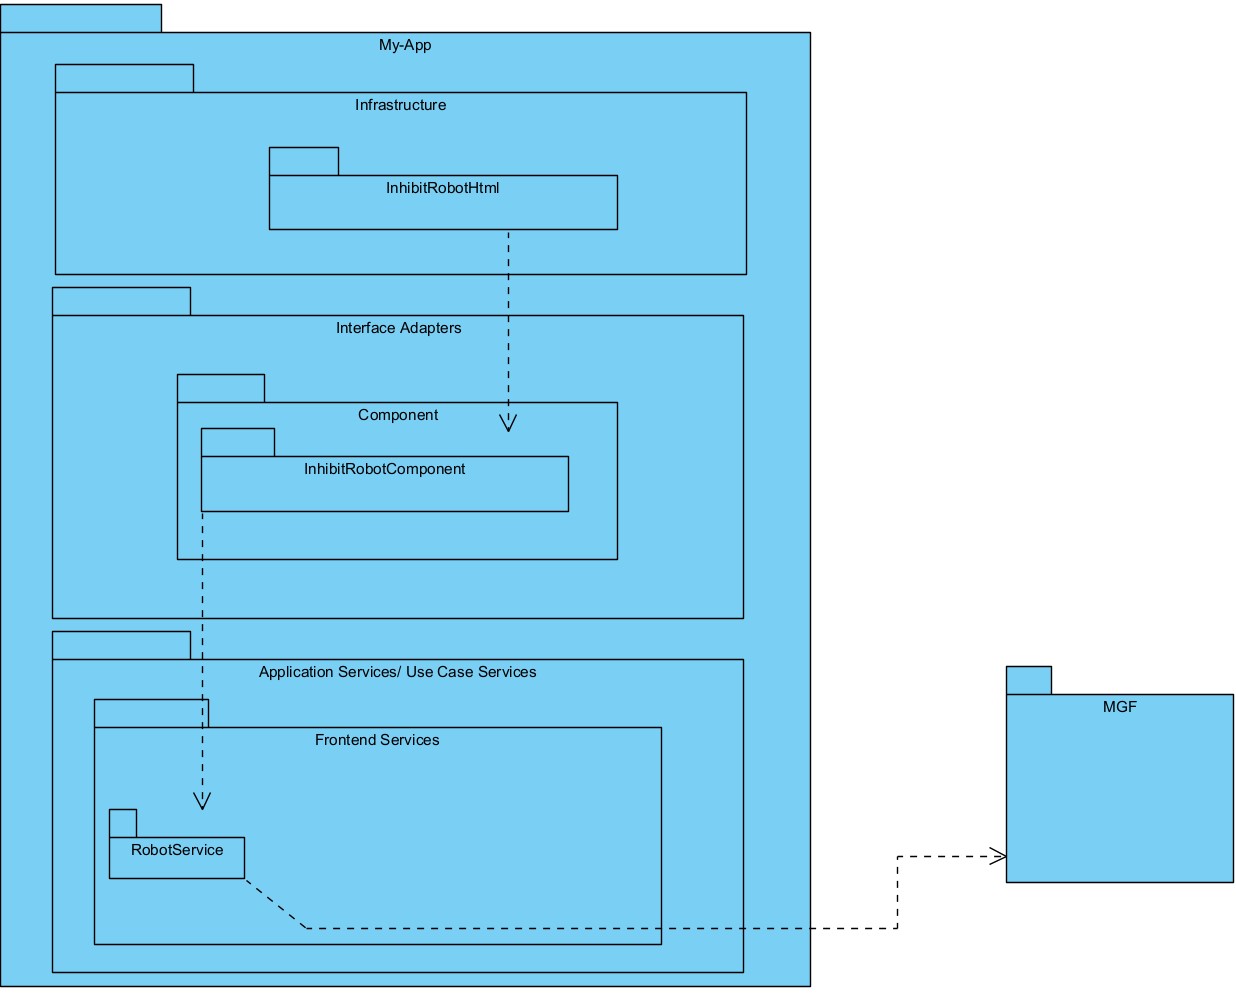 My-App
Infrastructure
InhibitRobotHtml
Interface Adapters
Component
InhibitRobotComponent
Application Services/ Use Case Services
Frontend Services
RobotService
MGF